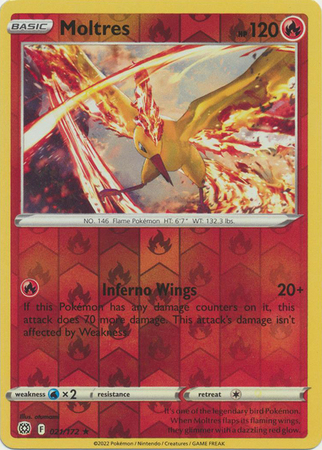 BASIC
Moltres
HP 120
NO. 146 Flame Pokémon HT: 6'7" WT: 132.3 lbs.
Inferno Wings 20+
If this Pokémon has any damage counters on it, this
attack does 70 more damage. This attack's damage isn't
affected by Weakness.
weakness ×2 resistance retreat
Illus.
F 021/172 ★
It's one of the legendary bird Pokémon.
When Moltres flaps its flaming wings,
they glimmer with a dazzling red glow.
©2022 Pokémon / Nintendo / Creatures / GAME FREAK